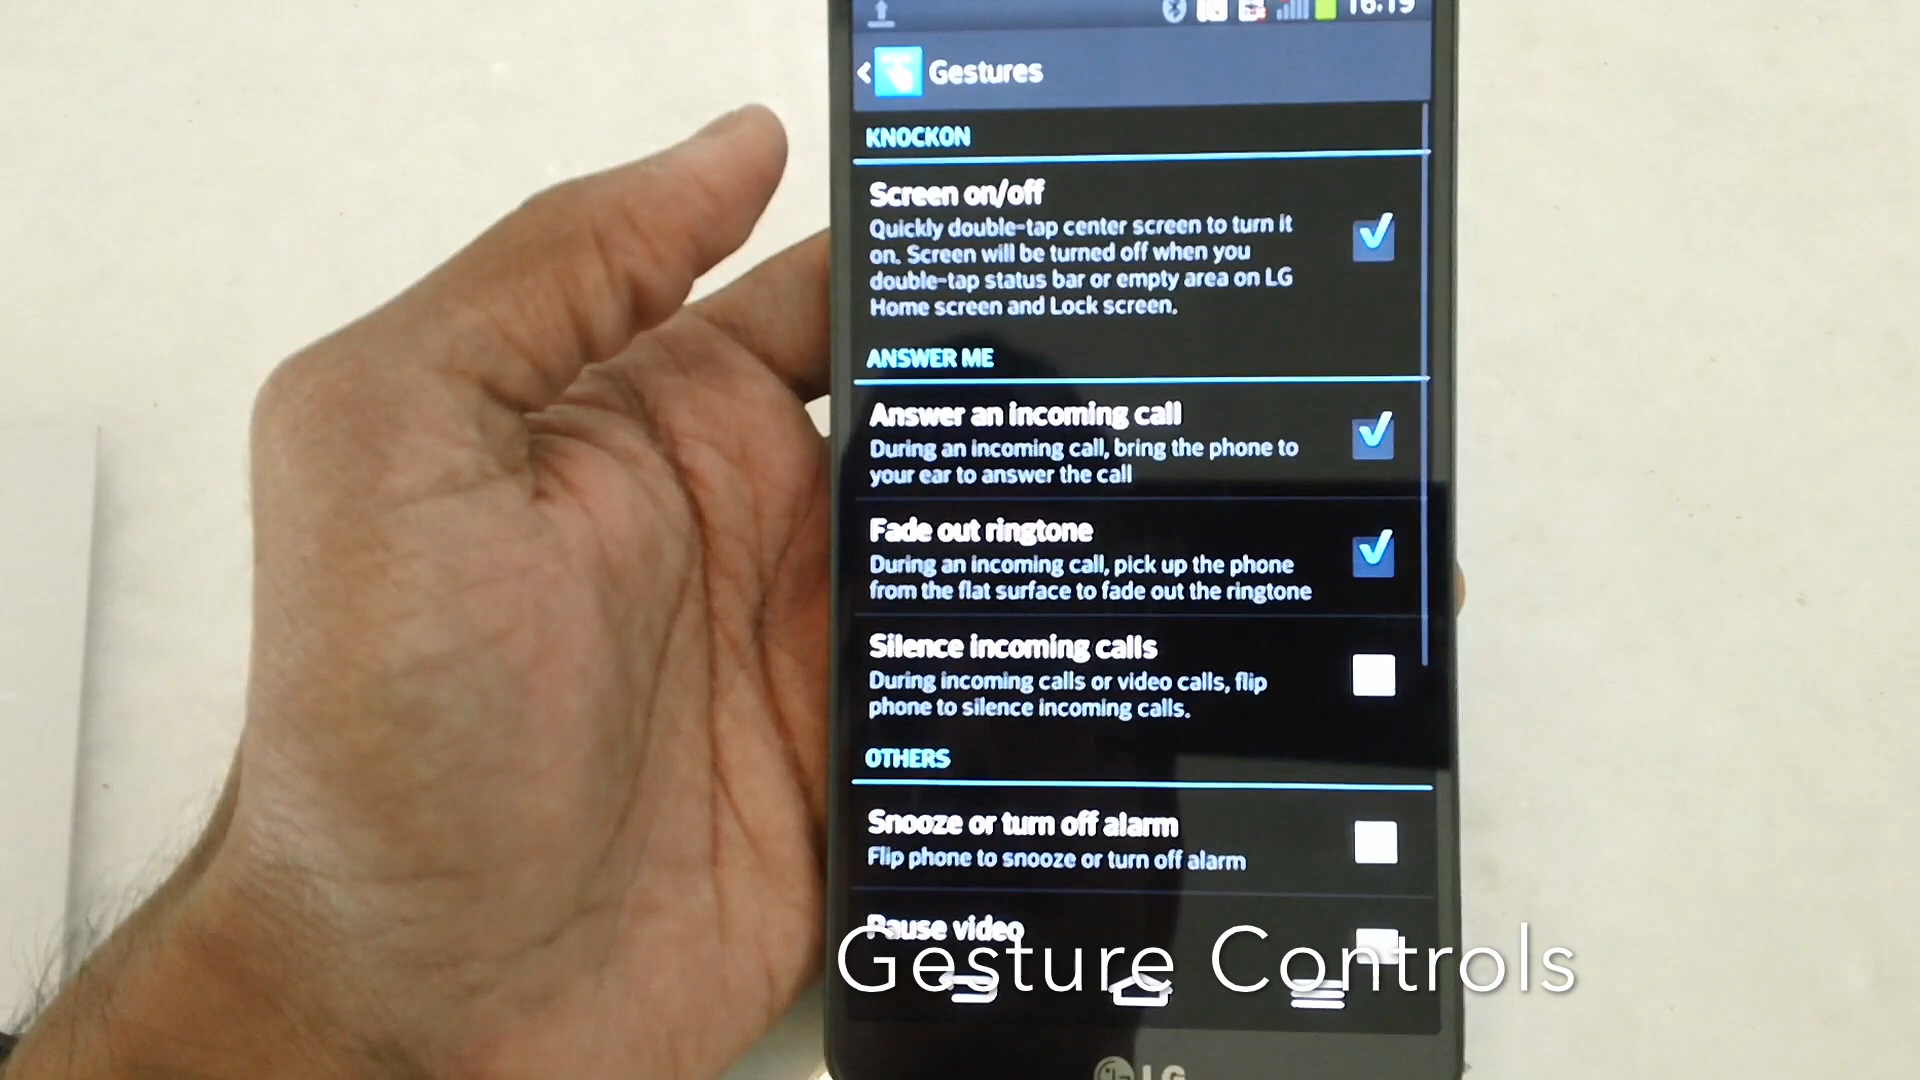 16:19
Gestures
KNOCKON
Screen on/off
Quickly double-tap center screen to turn it
on. Screen will be turned off when you
double-tap status bar or empty area on LG
Home screen and Lock screen.
ANSWER ME
Answer an incoming call
During an incoming call, bring the phone to
your ear to answer the call
Fade out ringtone
During an incoming call, pick up the phone
from the flat surface to fade out the ringtone
Silence incoming calls
During incoming calls or video calls, flip
phone to silence incoming calls.
OTHERS
Snooze or turn off alarm
Flip phone to snooze or turn off alarm
Pause video
Gesture Controls
LG